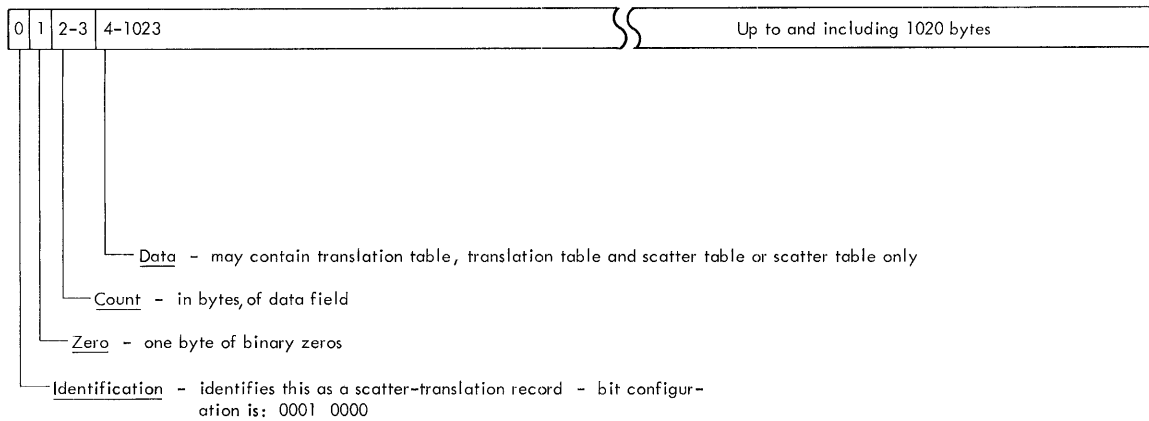 0 1 2-3 4-1023 Up to and including 1020 bytes
Data - may contain translation table, translation table and scatter table or scatter table only
Count - in bytes, of data field
Zero - one byte of binary zeros
Identification - identifies this as a scatter-translation record - bit configur-
ation is: 0001 0000